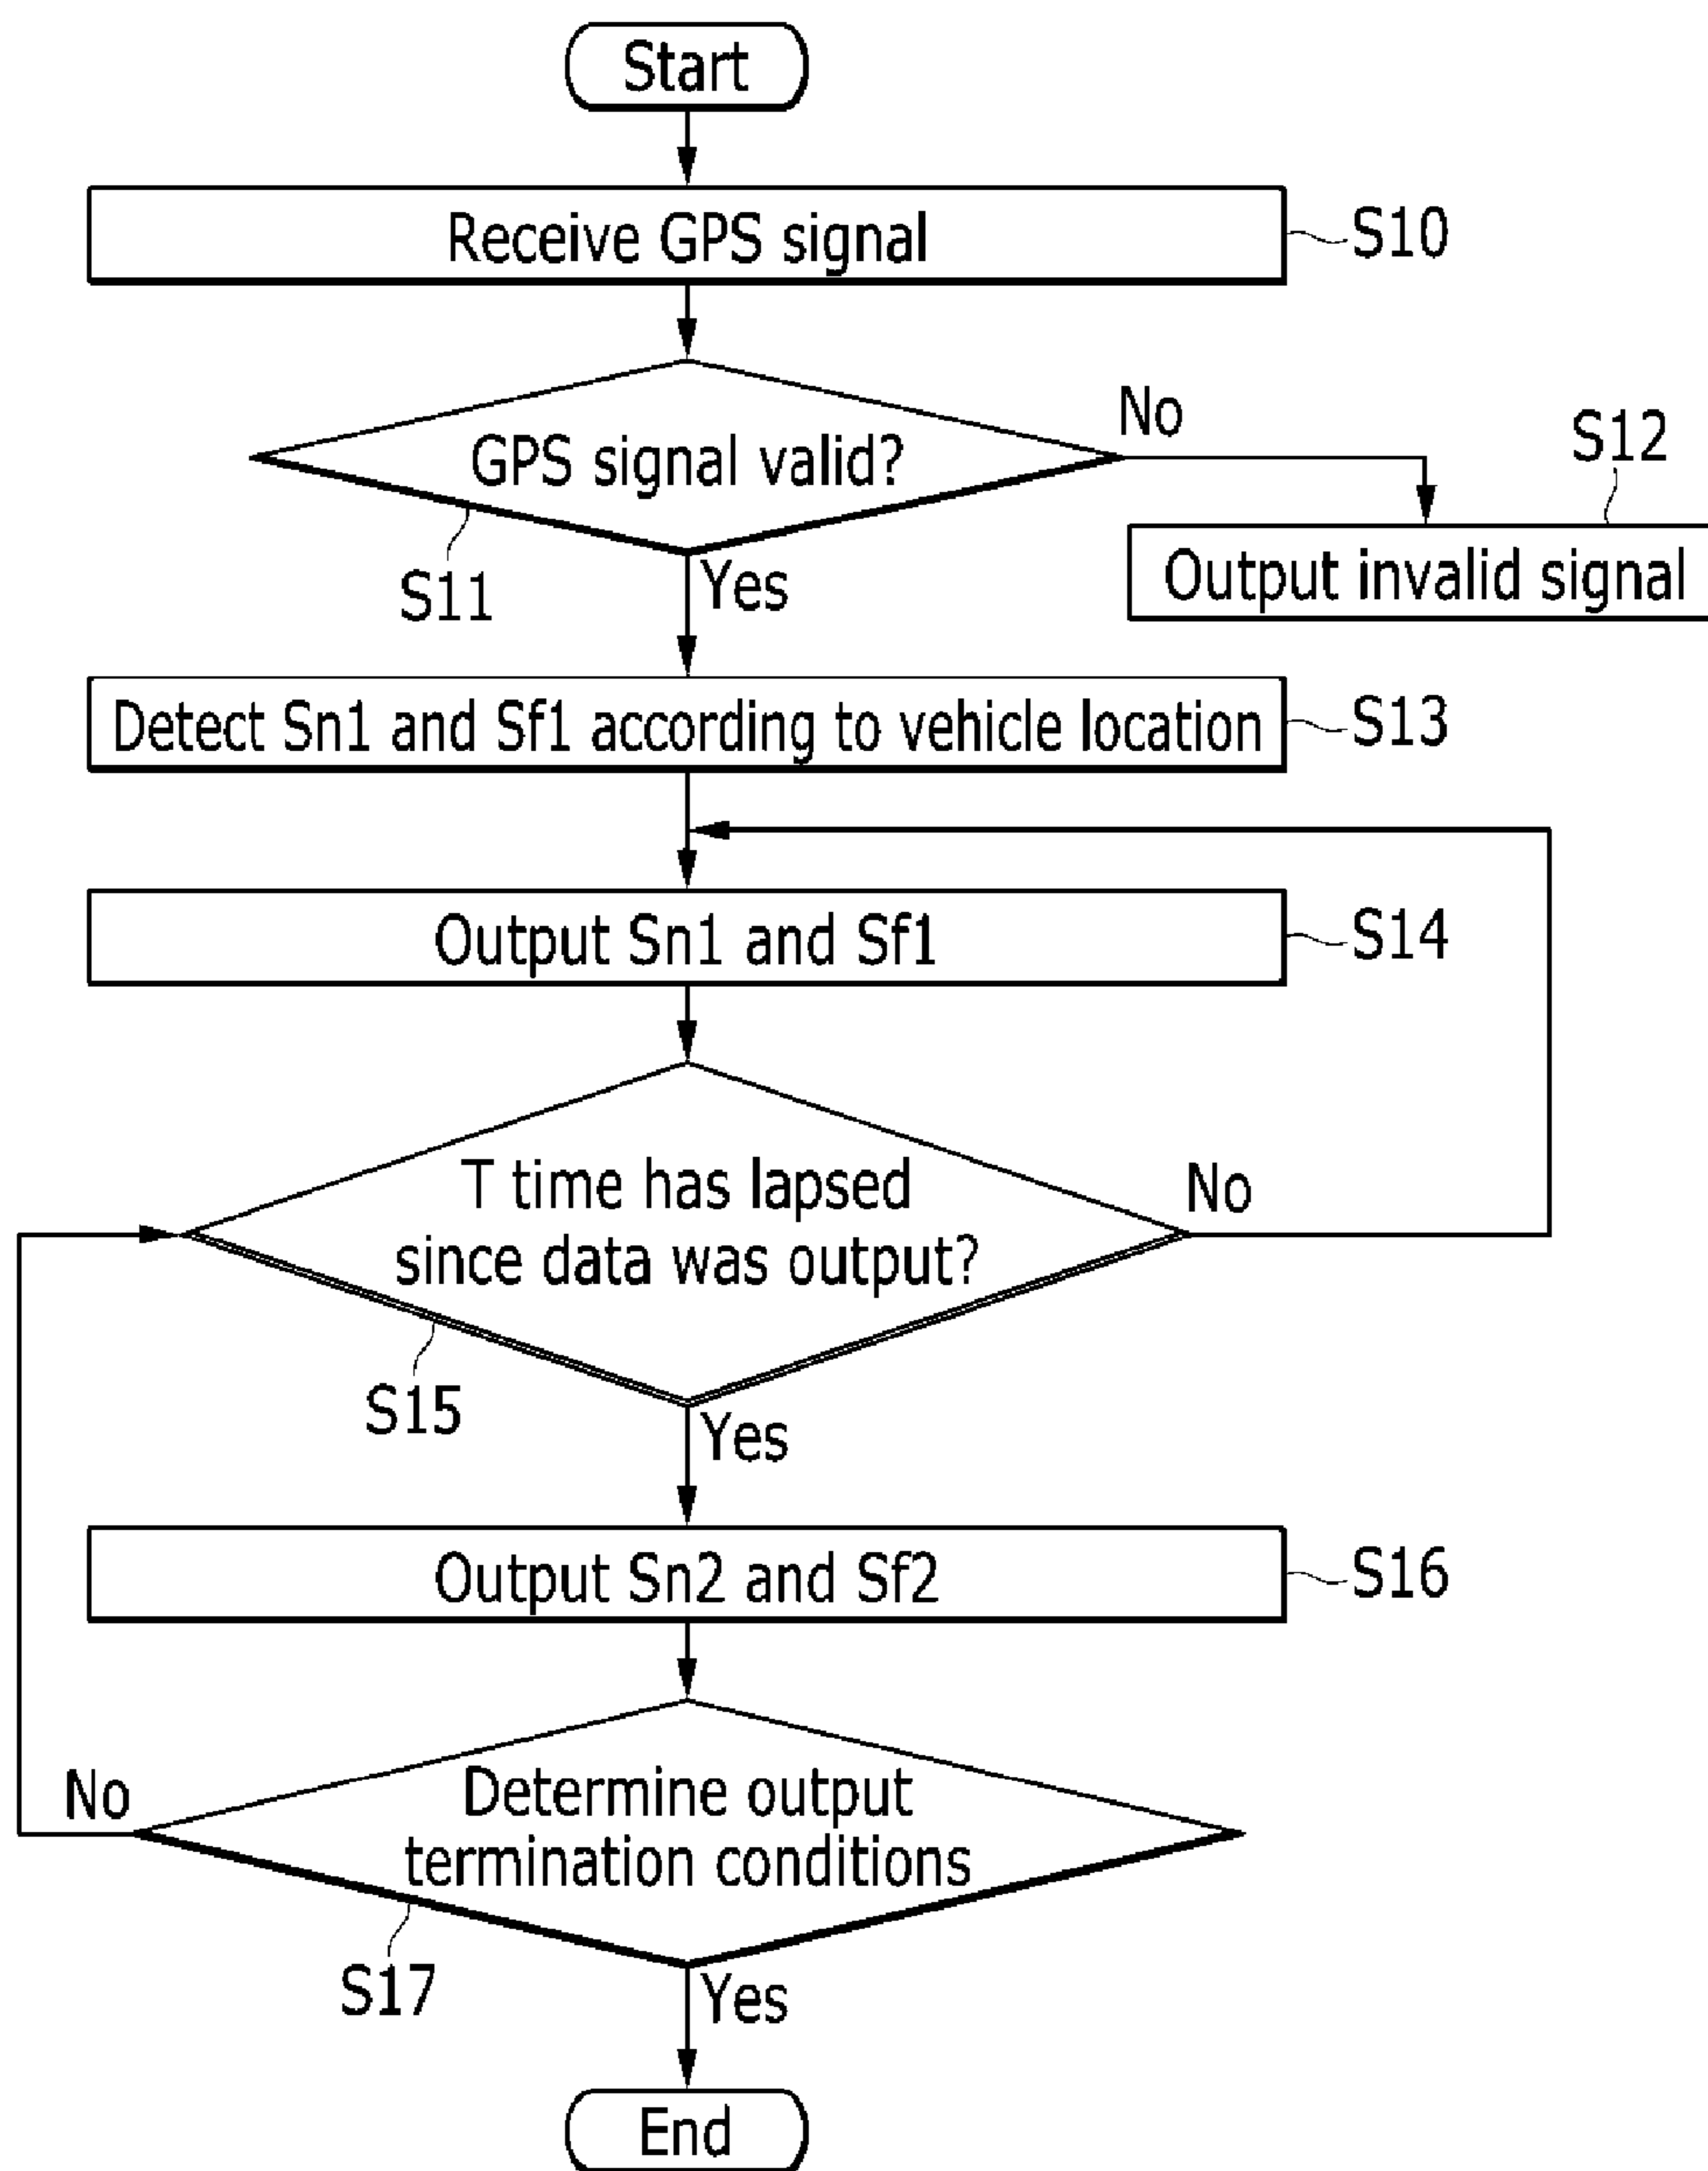 Start
Receive GPS signal
S10
GPS signal valid?
No
S12
S11
Yes
Output invalid signal
Detect Sn1 and Sf1 according to vehicle location
S13
Output Sn1 and Sf1
S14
T time has lapsed
since data was output?
No
S15
Yes
Output Sn2 and Sf2
S16
No
Determine output
termination conditions
S17
Yes
End